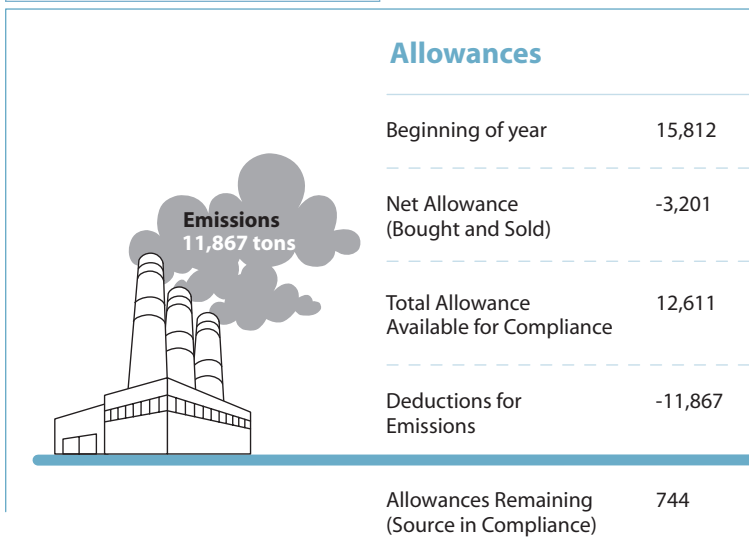 Allowances
Beginning of year 15,812
Net Allowance -3,201
(Bought and Sold)
Emissions
11,867 tons
Total Allowance 12,611
Available for Compliance
Deductions for -11,867
Emissions
Allowances Remaining 744
(Source in Compliance)